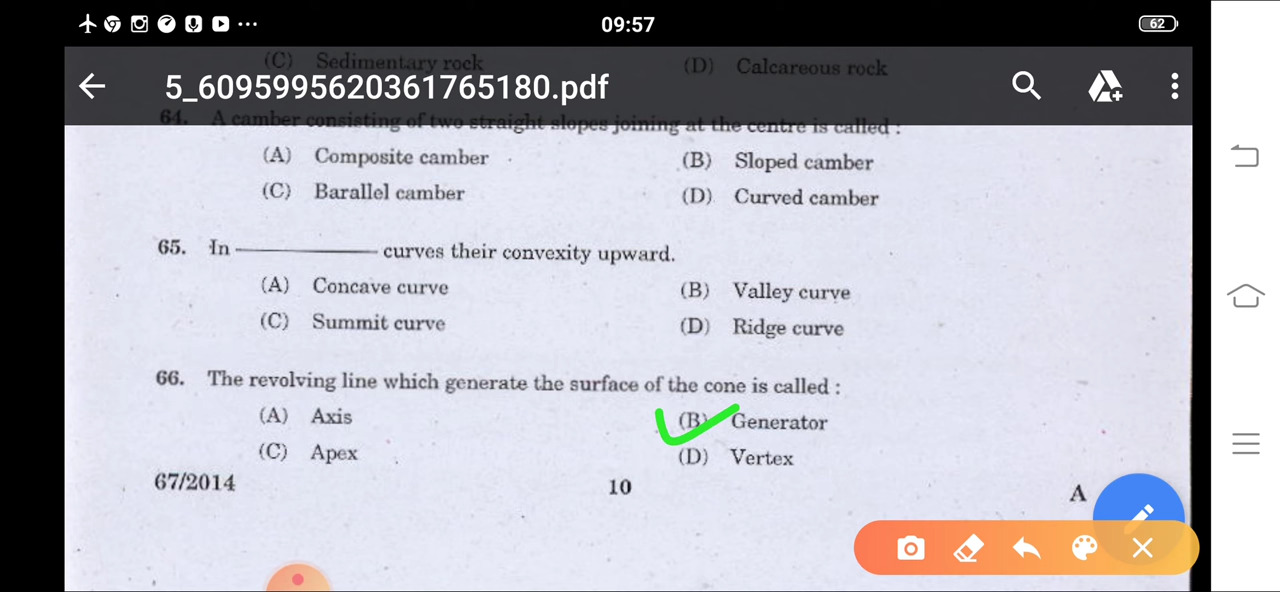 09:57
62
(C) Sedimentary rock (D) Calcareous rock
5_6095995620361765180.pdf
64. A camber consisting of two straight slopes joining at the centre is called :
(A) Composite camber (B) Sloped camber
(C) Barallel camber (D) Curved camber
65. In ——————— curves their convexity upward.
(A) Concave curve (B) Valley curve
(C) Summit curve (D) Ridge curve
66. The revolving line which generate the surface of the cone is called :
(A) Axis (B) Generator
(C) Apex (D) Vertex
67/2014 10 A